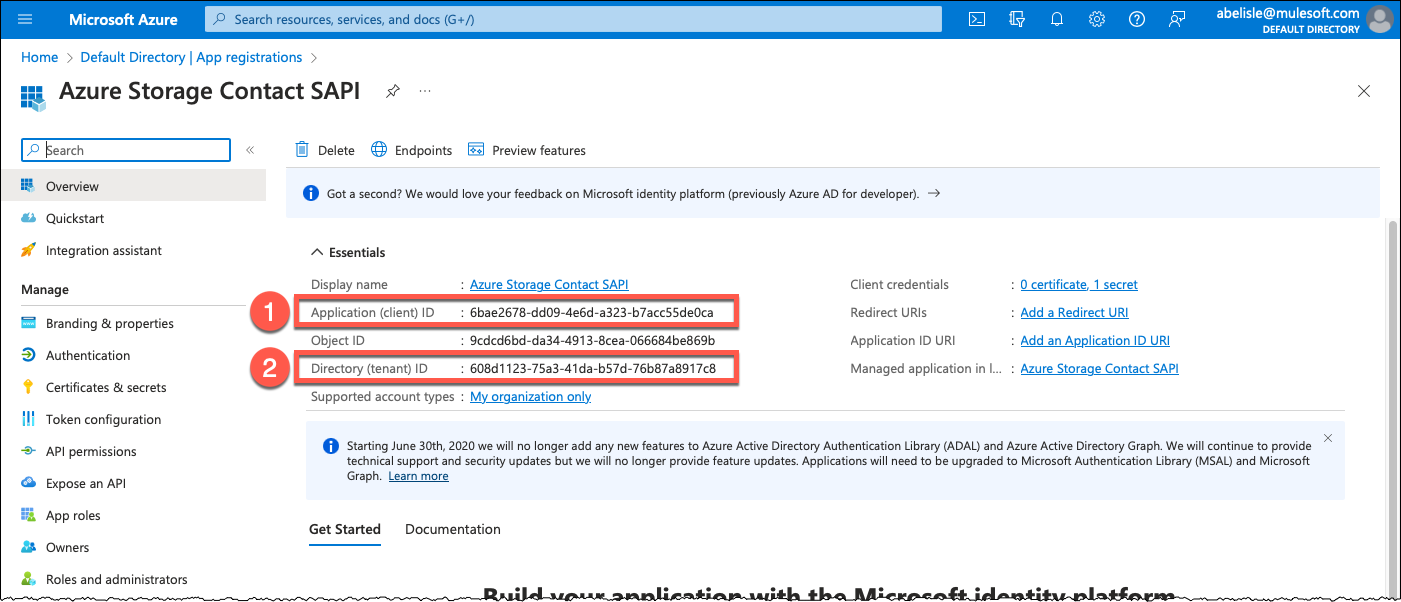 Microsoft Azure
Search resources, services, and docs (G+/)
abelisle@mulesoft.com
DEFAULT DIRECTORY
Home > Default Directory | App registrations >
Azure Storage Contact SAPI
Search
Overview
Quickstart
Integration assistant
Manage
Branding & properties
Authentication
Certificates & secrets
Token configuration
API permissions
Expose an API
App roles
Owners
Roles and administrators
Delete Endpoints Preview features
Got a second? We would love your feedback on Microsoft identity platform (previously Azure AD for developer). →
Essentials
Display name : Azure Storage Contact SAPI
1 Application (client) ID : 6bae2678-dd09-4e6d-a323-b7acc55de0ca
Object ID : 9cdcd6bd-da34-4913-8cea-066684be869b
2 Directory (tenant) ID : 608d1123-75a3-41da-b57d-76b87a8917c8
Supported account types : My organization only
Client credentials : 0 certificate, 1 secret
Redirect URIs : Add a Redirect URI
Application ID URI : Add an Application ID URI
Managed application in l... : Azure Storage Contact SAPI
Starting June 30th, 2020 we will no longer add any new features to Azure Active Directory Authentication Library (ADAL) and Azure Active Directory Graph. We will continue to provide
technical support and security updates but we will no longer provide feature updates. Applications will need to be upgraded to Microsoft Authentication Library (MSAL) and Microsoft
Graph. Learn more
Get Started Documentation
Build your application with the Microsoft identity platform